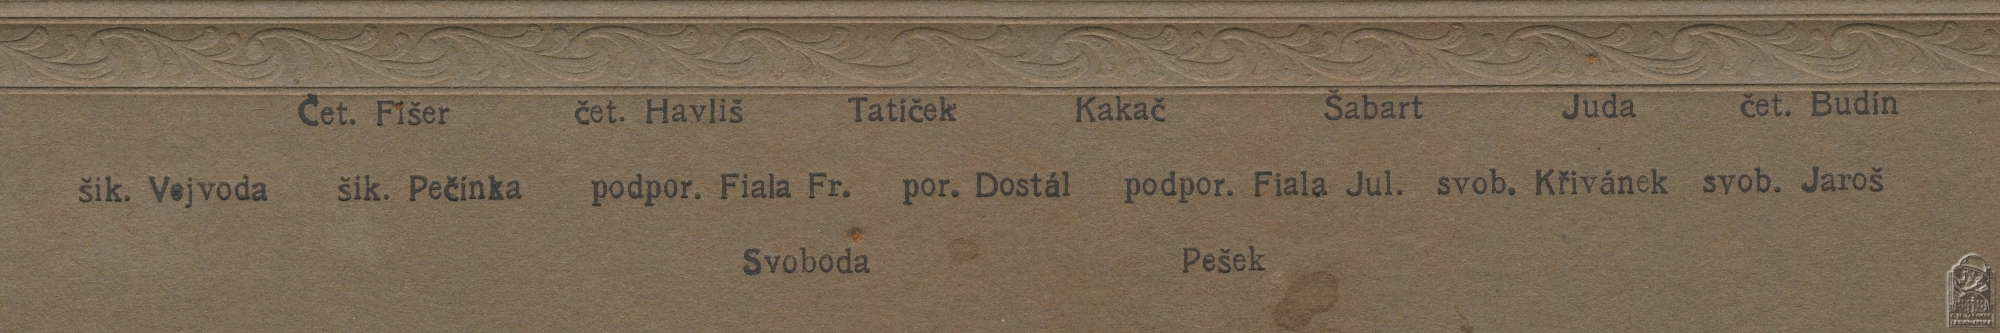 Čet. Fišer čet. Havliš Tatíček Kakač Šabart Juda čet. Budín
šik. Vejvoda šik. Pečínka podpor. Fiala Fr. por. Dostál podpor. Fiala Jul. svob. Křivánek svob. Jaroš
Svoboda Pešek